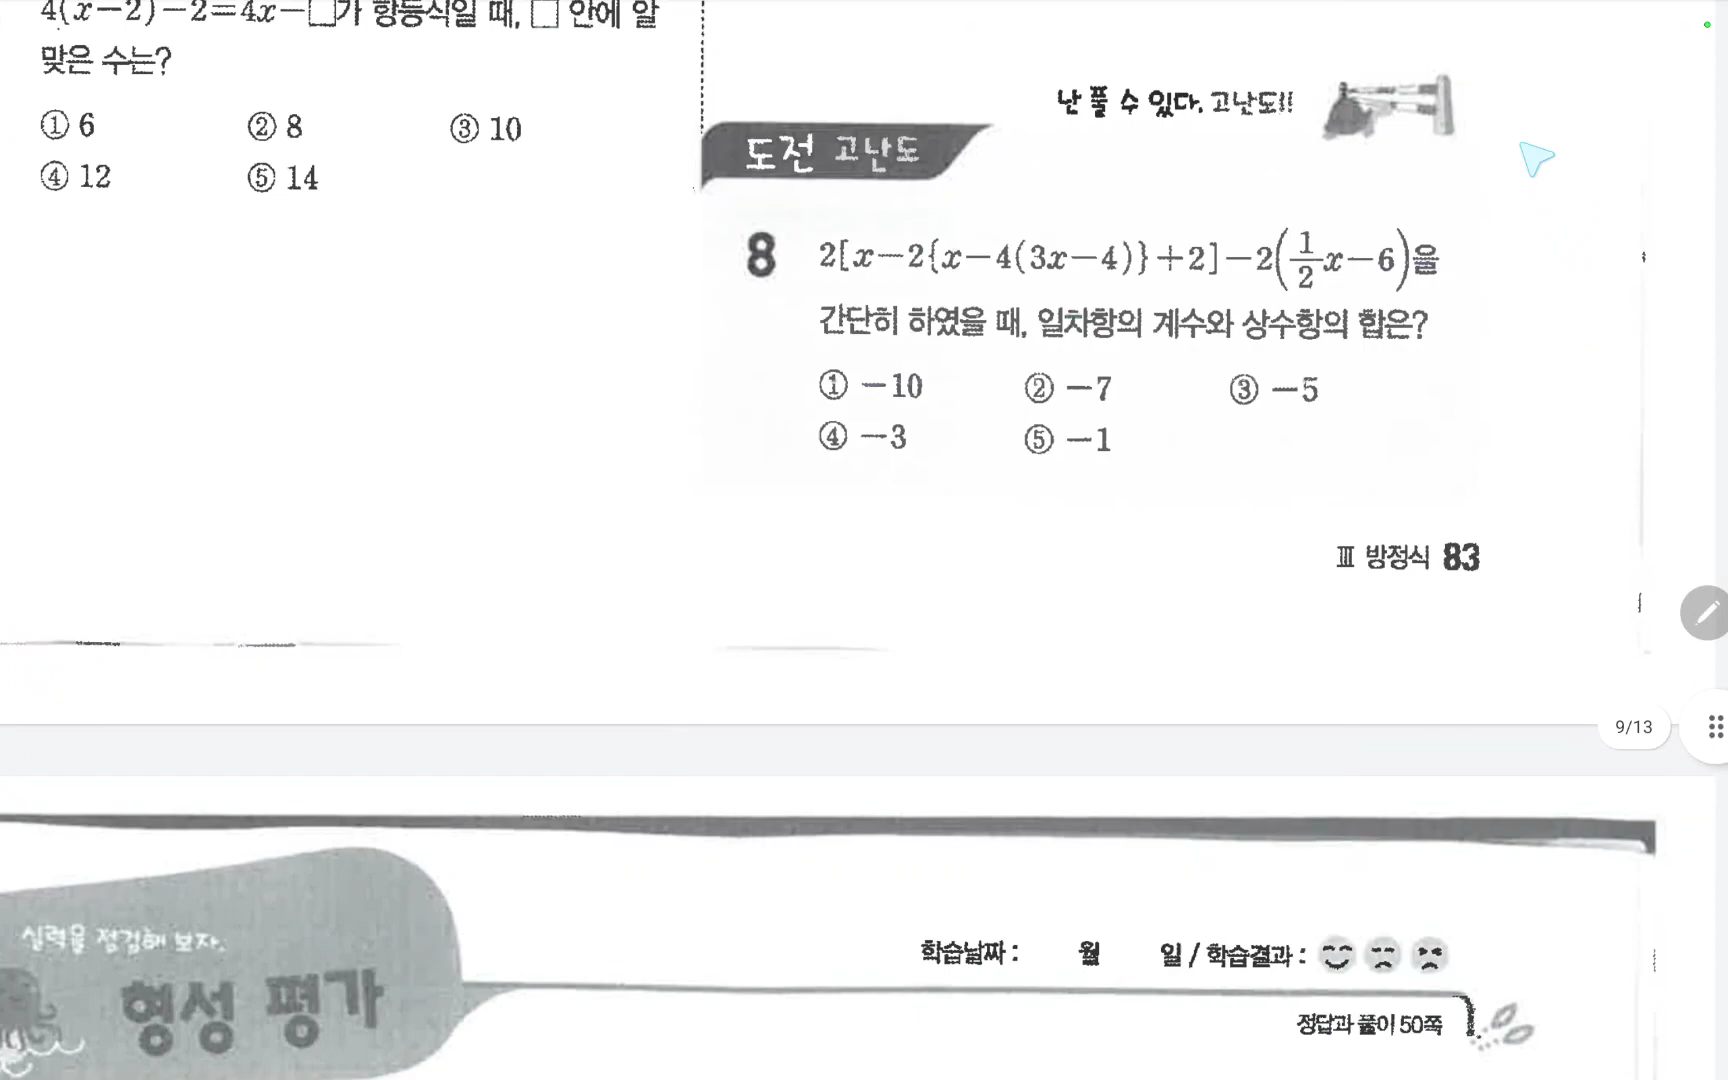 4(x−2)−2=4x−□가 항등식일 때, □ 안에 알
맞은 수는?
① 6 ② 8 ③ 10
④ 12 ⑤ 14
난 풀 수 있다. 고난도!!
도전 고난도
8 2[x−2{x−4(3x−4)}+2]−2(1/2x−6)을
간단히 하였을 때, 일차항의 계수와 상수항의 합은?
① −10 ② −7 ③ −5
④ −3 ⑤ −1
Ⅲ 방정식 83
9/13
실력을 점검해 보자.
형성 평가
학습날짜 : 월 일 / 학습결과 :
정답과 풀이 50쪽